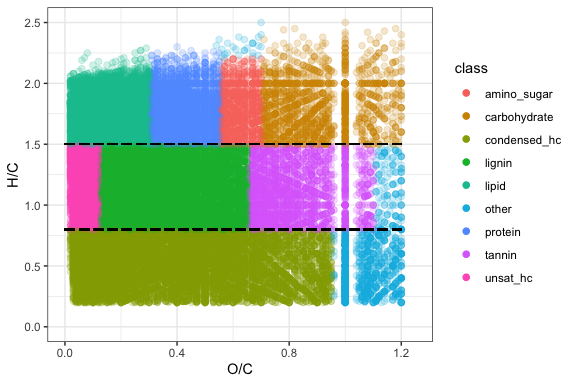 2.5
2.0
1.5
1.0
0.5
0.0
H/C
0.0
0.4
0.8
1.2
O/C
class
amino_sugar
carbohydrate
condensed_hc
lignin
lipid
other
protein
tannin
unsat_hc